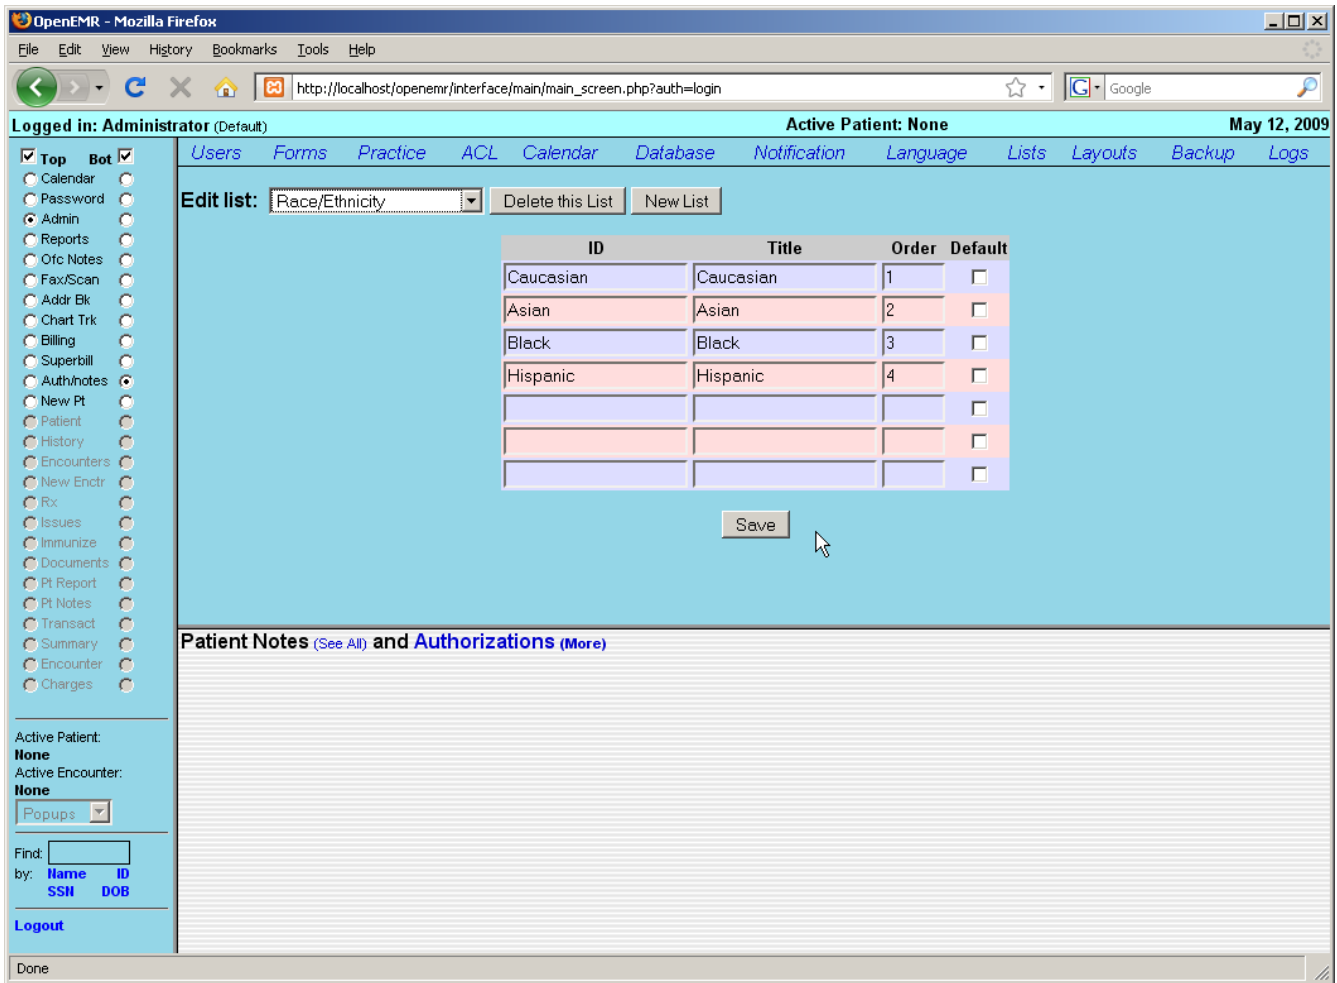 OpenEMR - Mozilla Firefox
File Edit View History Bookmarks Tools Help
http://localhost/openemr/interface/main/main_screen.php?auth=login
G Google
Logged in: Administrator (Default) Active Patient: None May 12, 2009
Top Bot
Users Forms Practice ACL Calendar Database Notification Language Lists Layouts Backup Logs
Calendar
Password
Admin
Reports
Ofc Notes
Fax/Scan
Addr Bk
Chart Trk
Billing
Superbill
Auth/notes
New Pt
Patient
History
Encounters
New Enctr
Rx
Issues
Immunize
Documents
Pt Report
Pt Notes
Transact
Summary
Encounter
Charges
Active Patient:
None
Active Encounter:
None
Popups
Find:
by: Name ID
SSN DOB
Logout
Edit list: Race/Ethnicity Delete this List New List
ID Title Order Default
Caucasian Caucasian 1
Asian Asian 2
Black Black 3
Hispanic Hispanic 4
Save
Patient Notes (See All) and Authorizations (More)
Done